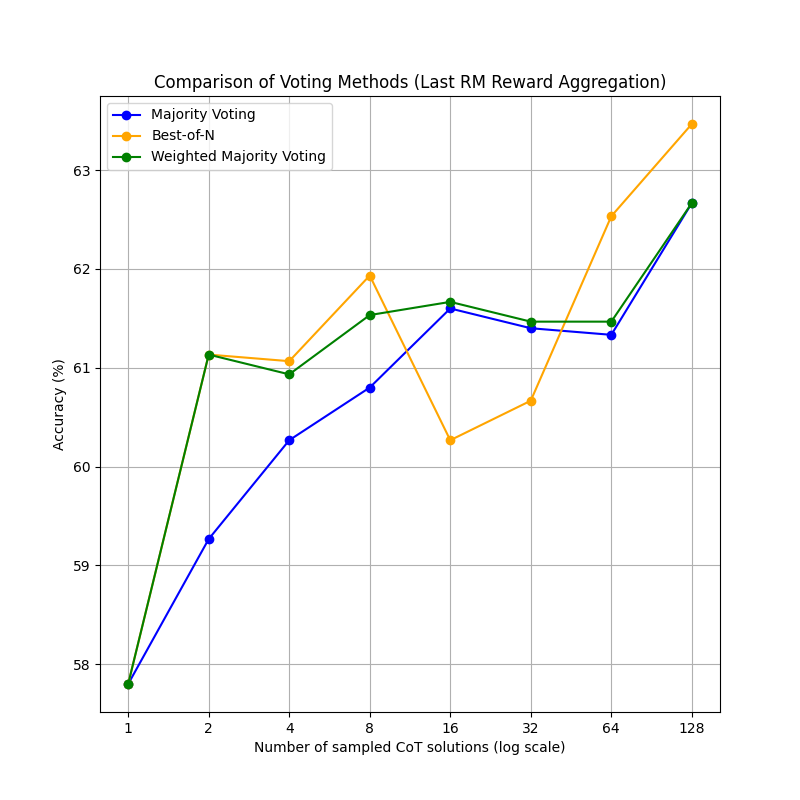 Comparison of Voting Methods (Last RM Reward Aggregation)
Majority Voting
Best-of-N
Weighted Majority Voting
63
62
61
60
59
58
Accuracy (%)
1 2 4 8 16 32 64 128
Number of sampled CoT solutions (log scale)